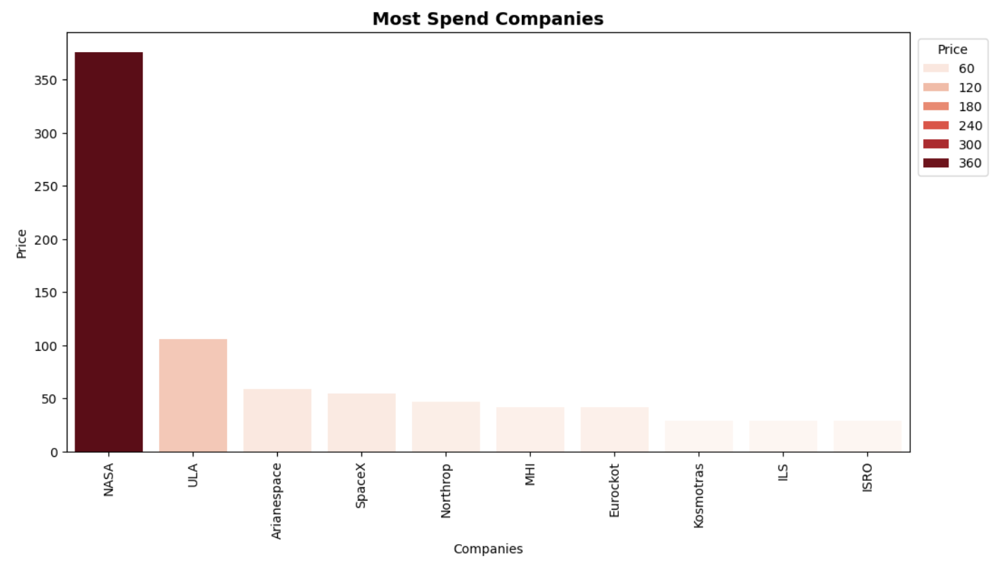 Most Spend Companies
Price
350
300
250
200
150
100
50
0
NASA
ULA
Arianespace
SpaceX
Northrop
MHI
Eurockot
Kosmotras
ILS
ISRO
Companies
Price
60
120
180
240
300
360